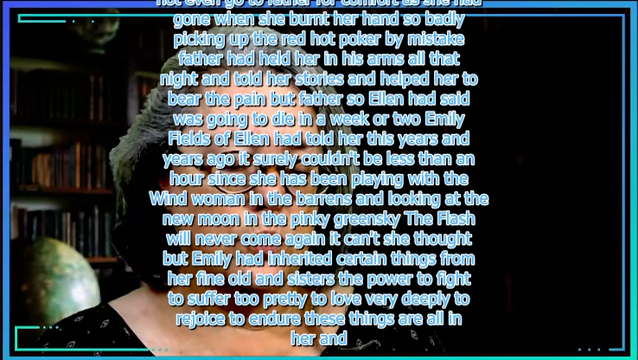 not even go to father for comfort as she had
gone when she burnt her hand so badly
picking up the red hot poker by mistake
father had held her in his arms all that
night and told her stories and helped her to
bear the pain but father so Ellen had said
was going to die in a week or two Emily
Fields of Ellen had told her this years and
years ago it surely couldn't be less than an
hour since she has been playing with the
Wind woman in the barrens and looking at the
new moon in the pinky greensky The Flash
will never come again it can't she thought
but Emily had inherited certain things from
her fine old and sisters the power to fight
to suffer too pretty to love very deeply to
rejoice to endure these things are all in
her and